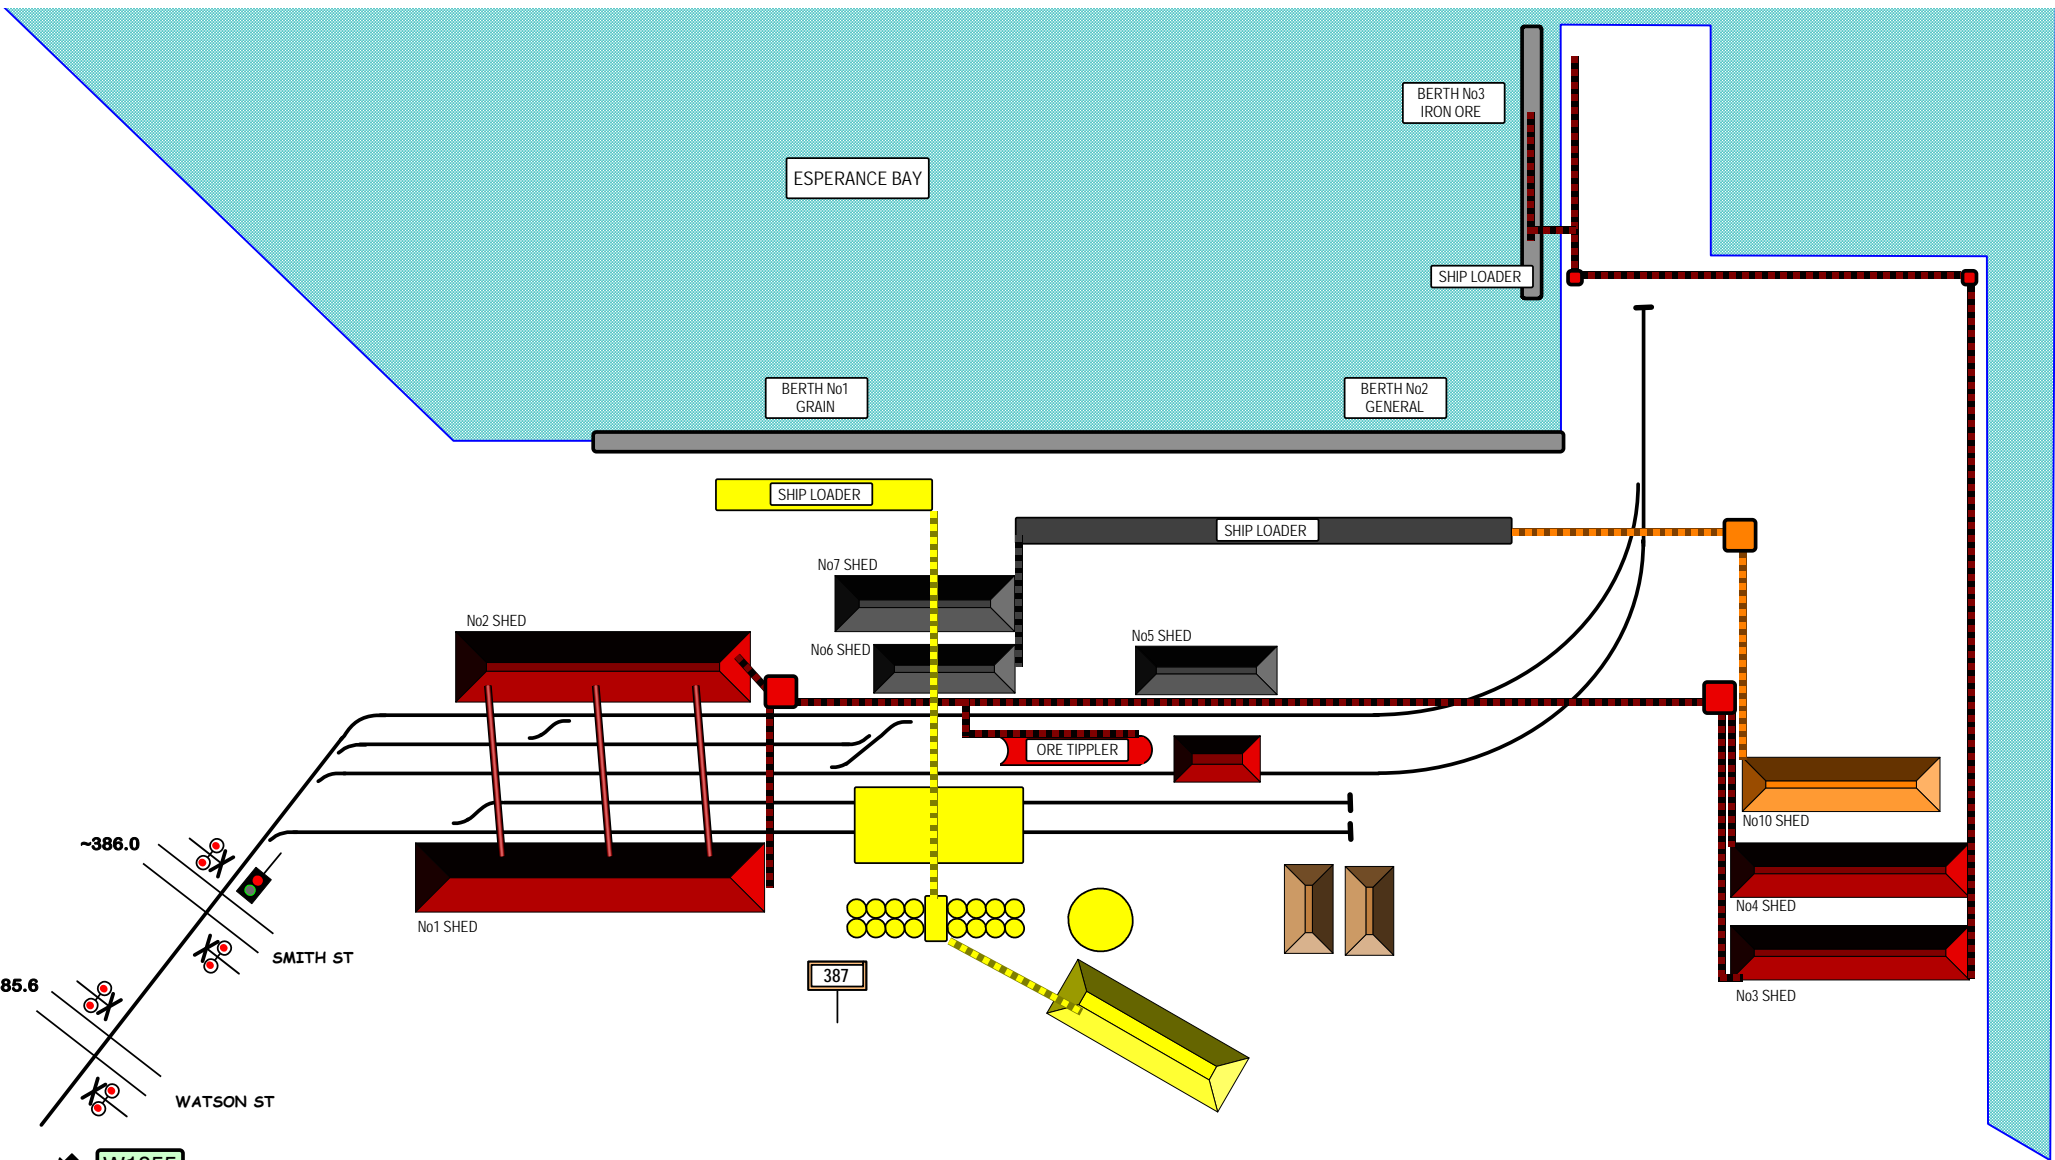 BERTH No3
IRON ORE
ESPERANCE BAY
SHIP LOADER
BERTH No1
GRAIN
BERTH No2
GENERAL
SHIP LOADER
SHIP LOADER
No7 SHED
No2 SHED
No6 SHED
No5 SHED
ORE TIPPLER
No10 SHED
~386.0
No4 SHED
No1 SHED
SMITH ST
387
85.6
No3 SHED
WATSON ST